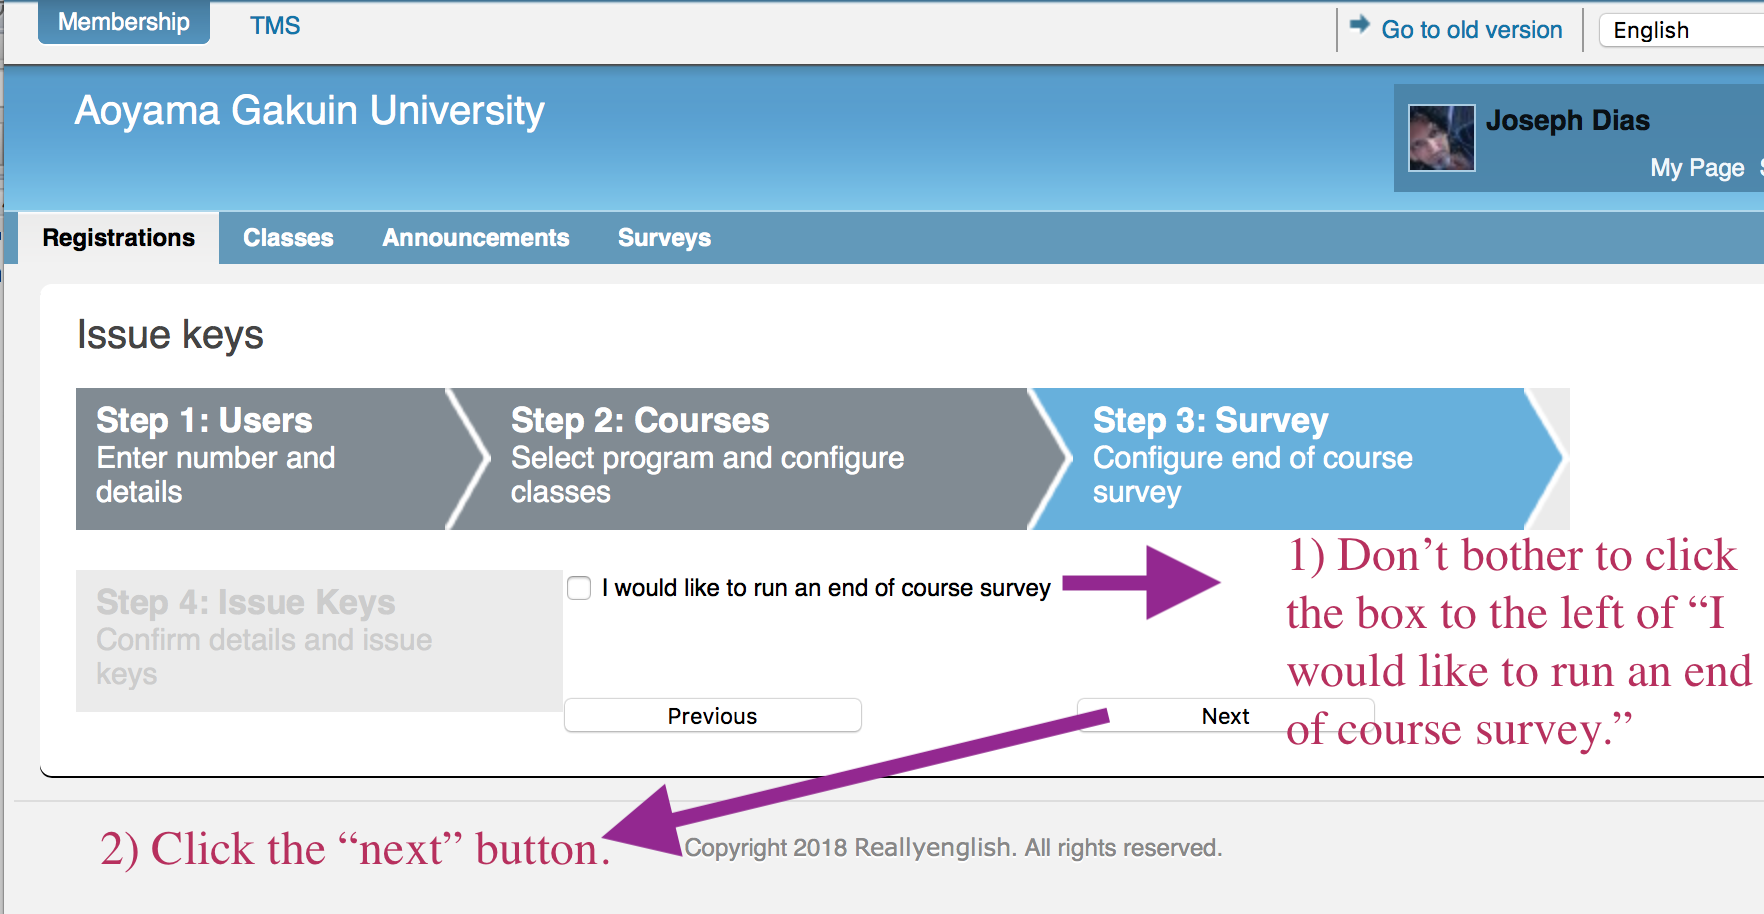 Membership TMS Go to old version English
Aoyama Gakuin University
Joseph Dias
My Page
Registrations Classes Announcements Surveys
Issue keys
Step 1: Users
Enter number and
details
Step 2: Courses
Select program and configure
classes
Step 3: Survey
Configure end of course
survey
Step 4: Issue Keys
Confirm details and issue
keys
I would like to run an end of course survey
1) Don’t bother to click
the box to the left of “I
would like to run an end
of course survey.”
Previous Next
2) Click the “next” button.
Copyright 2018 Reallyenglish. All rights reserved.